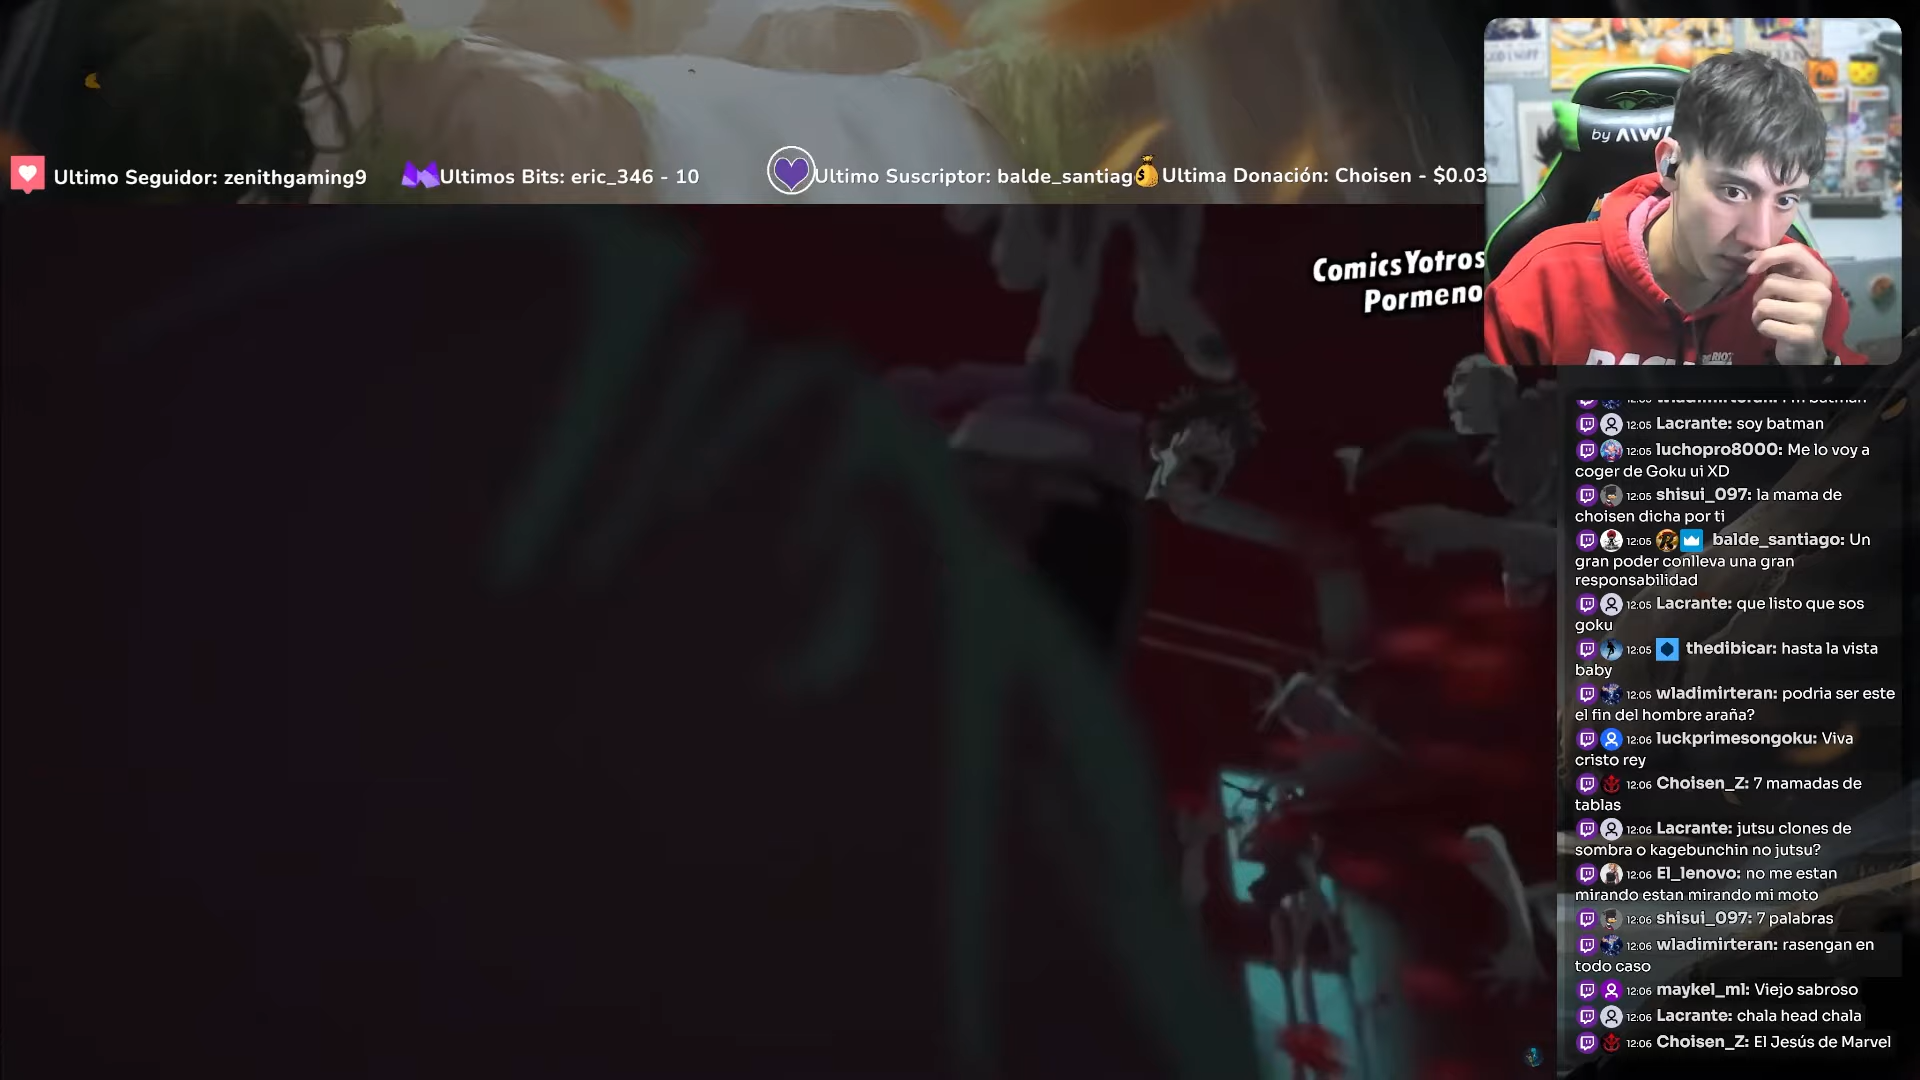 Ultimo Seguidor: zenithgaming9
Ultimos Bits: eric_346 - 10
Ultimo Suscriptor: balde_santiag
Ultima Donación: Choisen - $0.03
by AIWA
ComicsYotros
Pormeno
12:05 Lacrante: soy batman
12:05 luchopro8000: Me lo voy a
coger de Goku ui XD
12:05 shisui_097: la mama de
choisen dicha por ti
12:05 balde_santiago: Un
gran poder conlleva una gran
responsabilidad
12:05 Lacrante: que listo que sos
goku
12:05 thedibicar: hasta la vista
baby
12:05 wladimirteran: podria ser este
el fin del hombre araña?
12:06 luckprimesongoku: Viva
cristo rey
12:06 Choisen_Z: 7 mamadas de
tablas
12:06 Lacrante: jutsu clones de
sombra o kagebunchin no jutsu?
12:06 El_lenovo: no me estan
mirando estan mirando mi moto
12:06 shisui_097: 7 palabras
12:06 wladimirteran: rasengan en
todo caso
12:06 maykel_ml: Viejo sabroso
12:06 Lacrante: chala head chala
12:06 Choisen_Z: El Jesús de Marvel